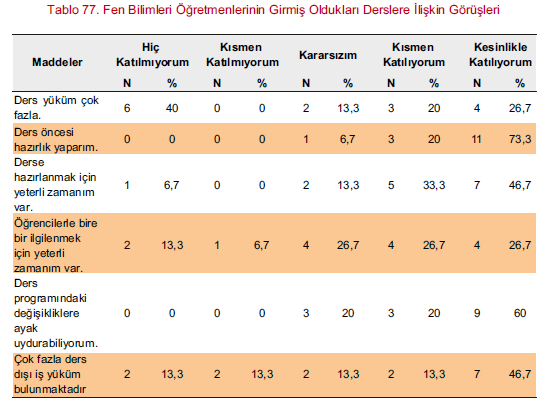 Tablo 77. Fen Bilimleri Öğretmenlerinin Girmiş Oldukları Derslere İlişkin Görüşleri
Maddeler Hiç Katılmıyorum Kısmen Katılmıyorum Kararsızım Kısmen Katılıyorum Kesinlikle Katılıyorum
N % N % N % N % N %
Ders yüküm çok
fazla. 6 40 0 0 2 13,3 3 20 4 26,7
Ders öncesi
hazırlık yaparım. 0 0 0 0 1 6,7 3 20 11 73,3
Derse
hazırlanmak için
yeterli zamanım
var. 1 6,7 0 0 2 13,3 5 33,3 7 46,7
Öğrencilerle bire
bir ilgilenmek
için yeterli
zamanım var. 2 13,3 1 6,7 4 26,7 4 26,7 4 26,7
Ders
programındaki
değişikliklere
ayak
uydurabiliyorum. 0 0 0 0 3 20 3 20 9 60
Çok fazla ders
dışı iş yüküm
bulunmaktadır 2 13,3 2 13,3 2 13,3 2 13,3 7 46,7